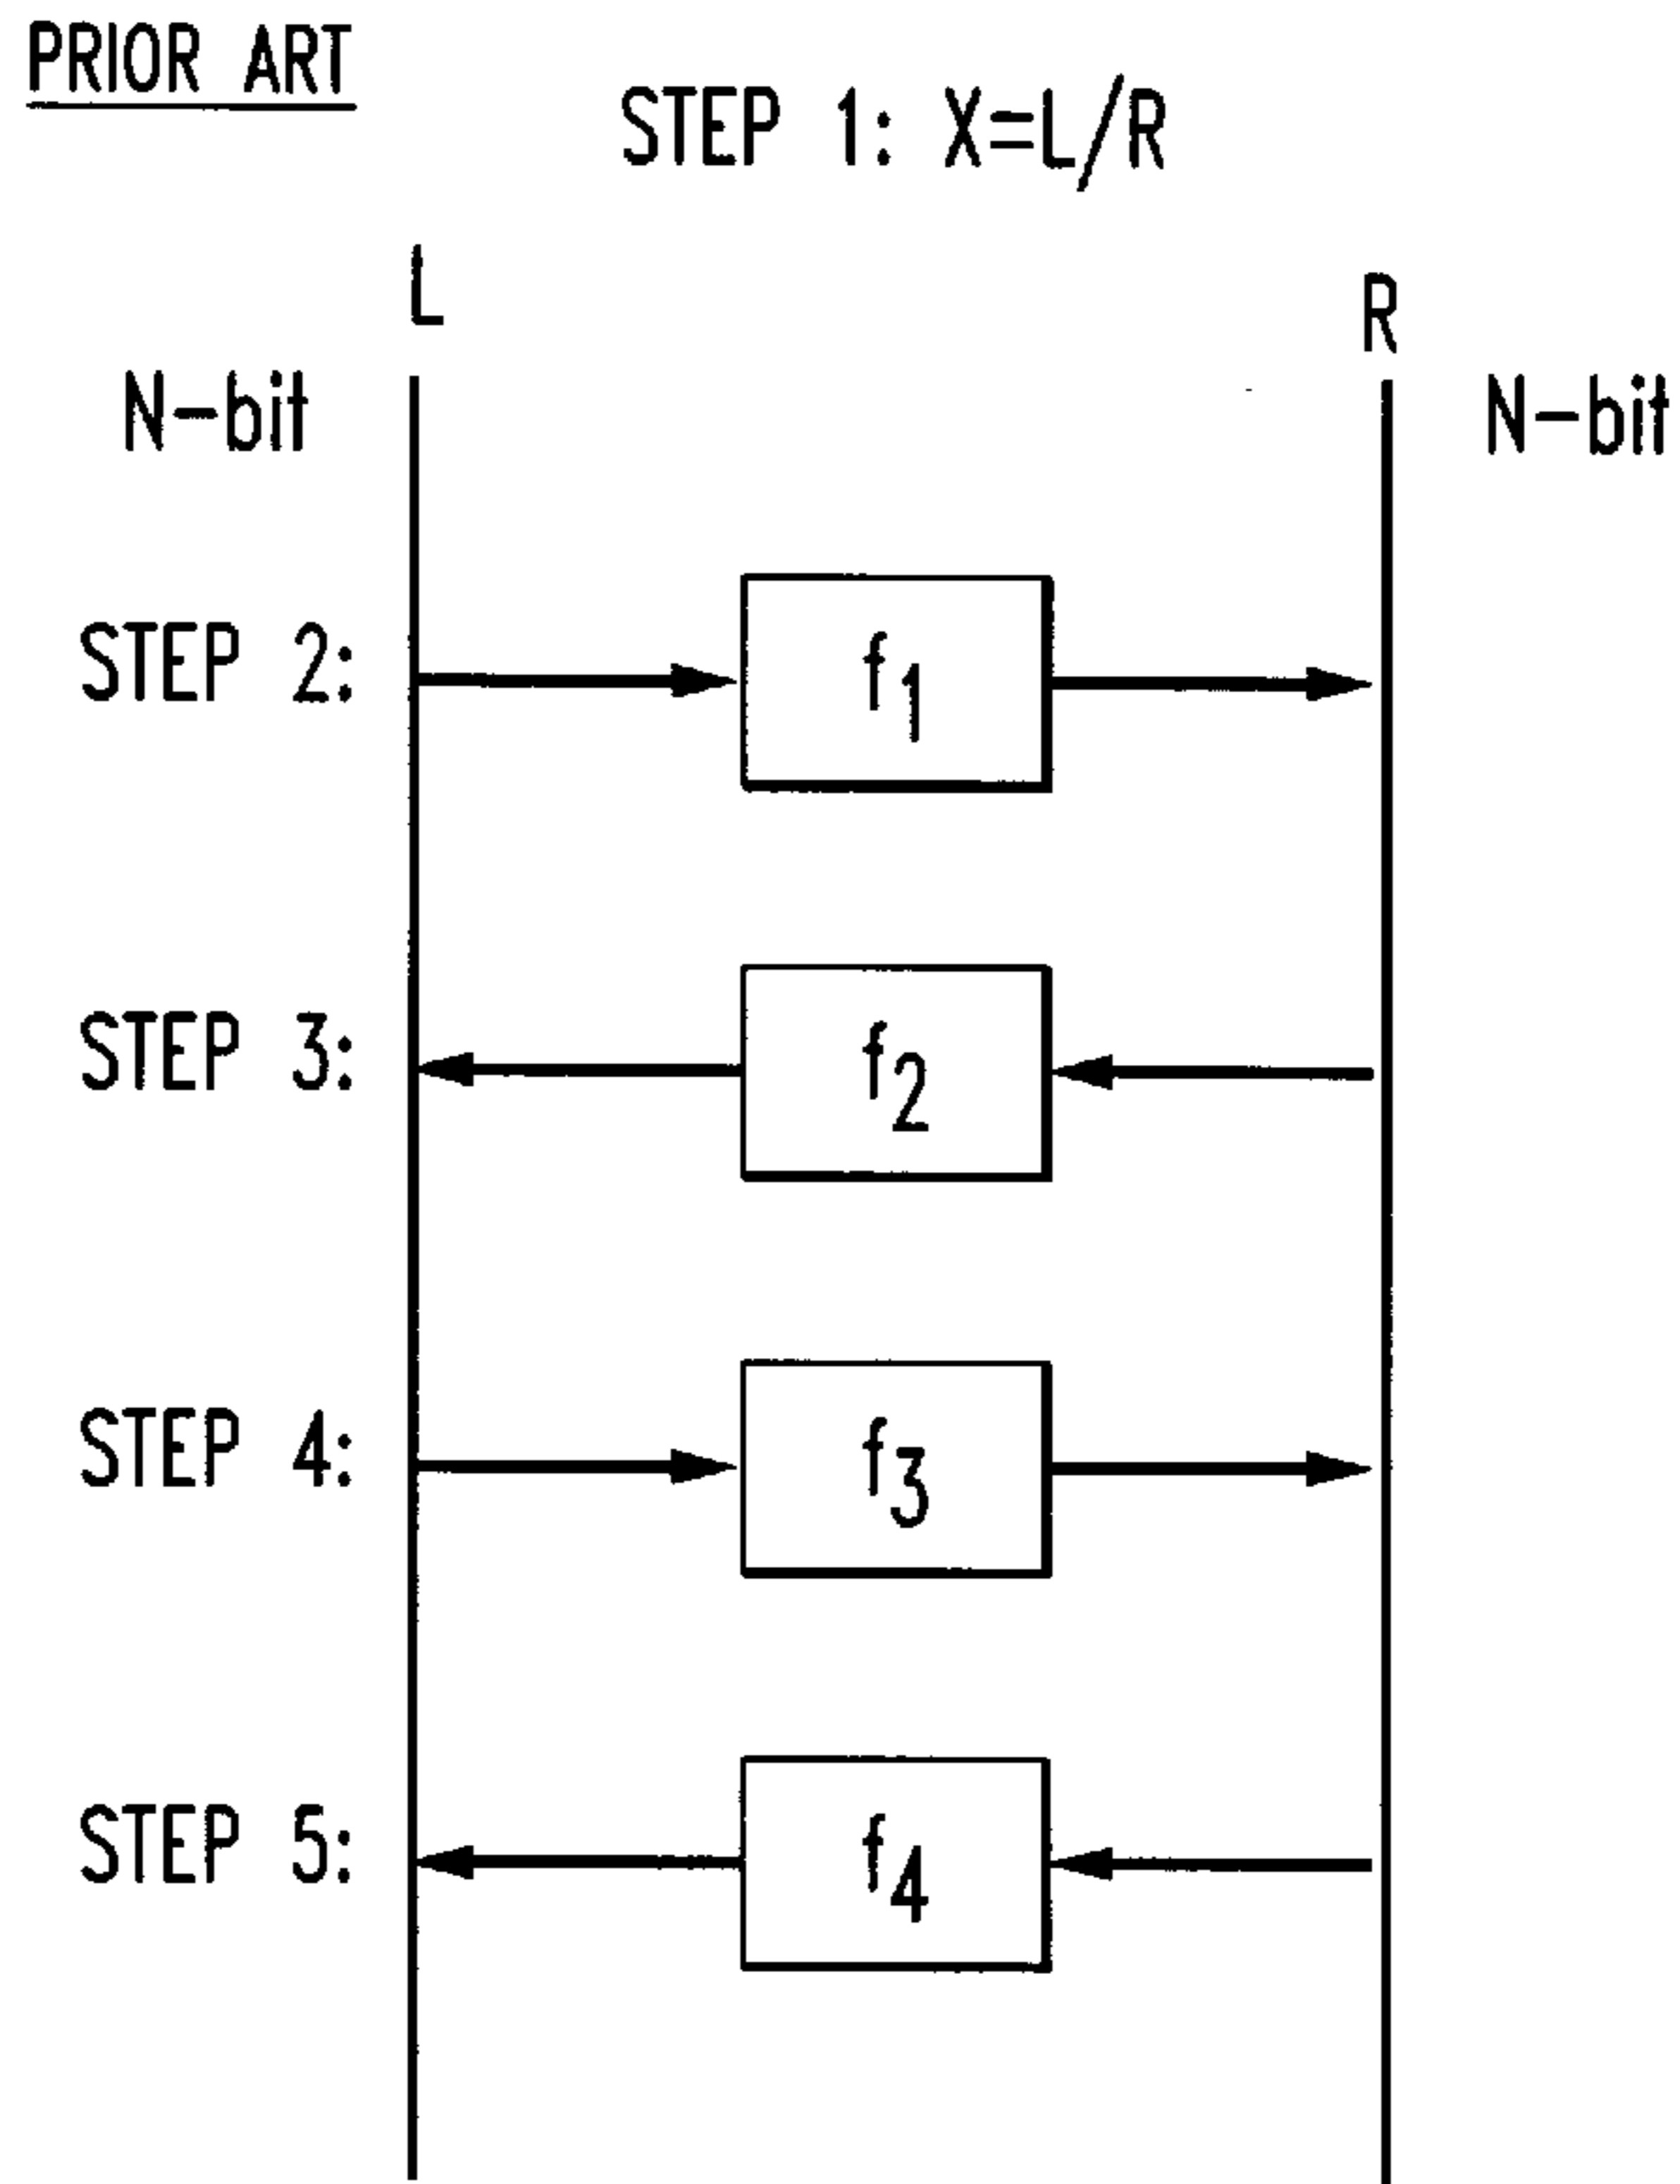 PRIOR ART
STEP 1: X=L/R
L
R
N-bit
N-bit
STEP 2:
f1
STEP 3:
f2
STEP 4:
f3
STEP 5:
f4